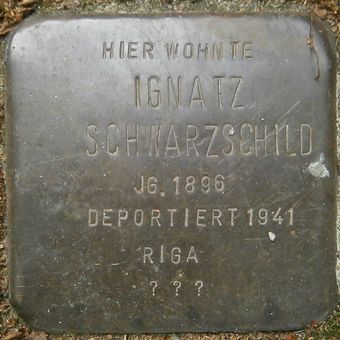 HIER WOHNTE
IGNATZ
SCHWARZSCHILD
JG. 1896
DEPORTIERT 1941
RIGA
? ? ?